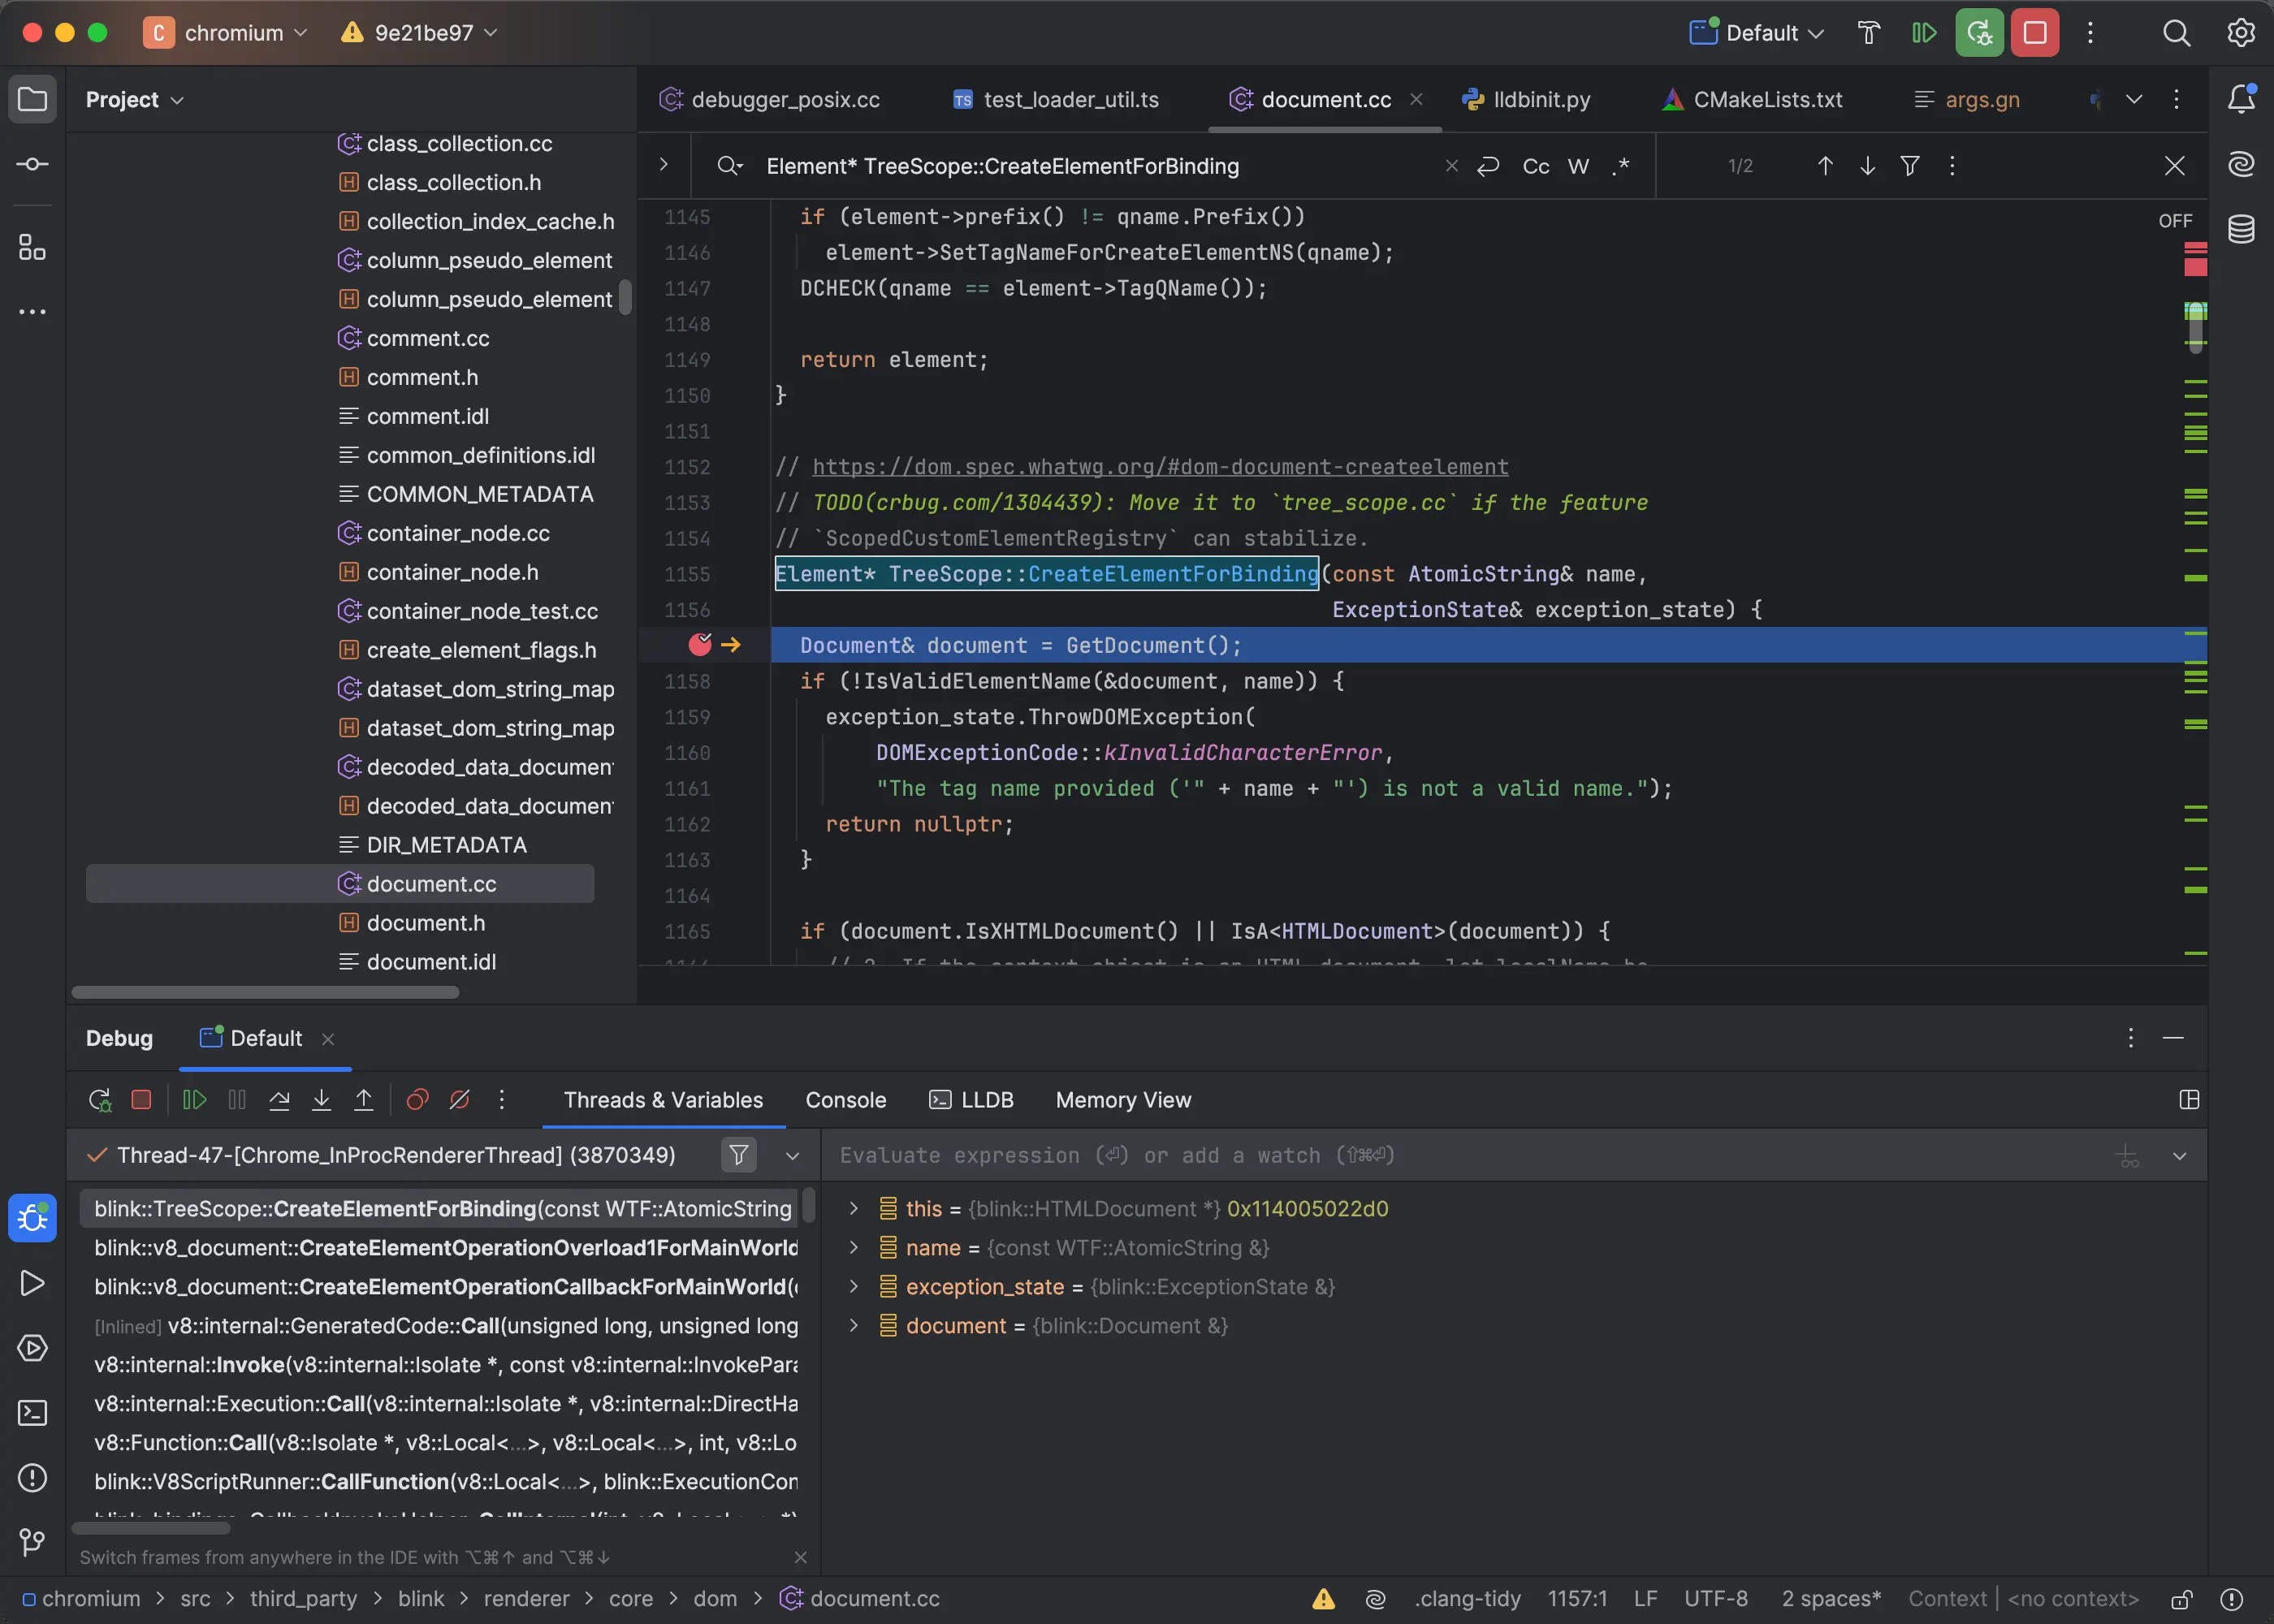 C chromium 9e21be97 Default
Project
debugger_posix.cc TS test_loader_util.ts document.cc lldbinit.py CMakeLists.txt args.gn
Element* TreeScope::CreateElementForBinding Cc W .* 1/2
OFF
class_collection.cc
class_collection.h
collection_index_cache.h
column_pseudo_element
column_pseudo_element
comment.cc
comment.h
comment.idl
common_definitions.idl
COMMON_METADATA
container_node.cc
container_node.h
container_node_test.cc
create_element_flags.h
dataset_dom_string_map
dataset_dom_string_map
decoded_data_document
decoded_data_document
DIR_METADATA
document.cc
document.h
document.idl
1145 if (element->prefix() != qname.Prefix())
1146 element->SetTagNameForCreateElementNS(qname);
1147 DCHECK(qname == element->TagQName());
1148
1149 return element;
1150 }
1151
1152 // https://dom.spec.whatwg.org/#dom-document-createelement
1153 // TODO(crbug.com/1304439): Move it to `tree_scope.cc` if the feature
1154 // `ScopedCustomElementRegistry` can stabilize.
1155 Element* TreeScope::CreateElementForBinding(const AtomicString& name,
1156 ExceptionState& exception_state) {
Document& document = GetDocument();
1158 if (!IsValidElementName(&document, name)) {
1159 exception_state.ThrowDOMException(
1160 DOMExceptionCode::kInvalidCharacterError,
1161 "The tag name provided ('" + name + "') is not a valid name.");
1162 return nullptr;
1163 }
1164
1165 if (document.IsXHTMLDocument() || IsA<HTMLDocument>(document)) {
Debug Default
Threads & Variables Console LLDB Memory View
Thread-47-[Chrome_InProcRendererThread] (3870349)
Evaluate expression (⏎) or add a watch (⇧⌘⏎)
blink::TreeScope::CreateElementForBinding(const WTF::AtomicString
blink::v8_document::CreateElementOperationOverload1ForMainWorld
blink::v8_document::CreateElementOperationCallbackForMainWorld(
[Inlined] v8::internal::GeneratedCode::Call(unsigned long, unsigned long
v8::internal::Invoke(v8::internal::Isolate *, const v8::internal::InvokePara
v8::internal::Execution::Call(v8::internal::Isolate *, v8::internal::DirectHa
v8::Function::Call(v8::Isolate *, v8::Local<...>, v8::Local<...>, int, v8::Lo
blink::V8ScriptRunner::CallFunction(v8::Local<...>, blink::ExecutionCon
this = {blink::HTMLDocument *} 0x114005022d0
name = {const WTF::AtomicString &}
exception_state = {blink::ExceptionState &}
document = {blink::Document &}
Switch frames from anywhere in the IDE with ⌥⌘↑ and ⌥⌘↓
chromium > src > third_party > blink > renderer > core > dom > document.cc
.clang-tidy 1157:1 LF UTF-8 2 spaces* Context | <no context>